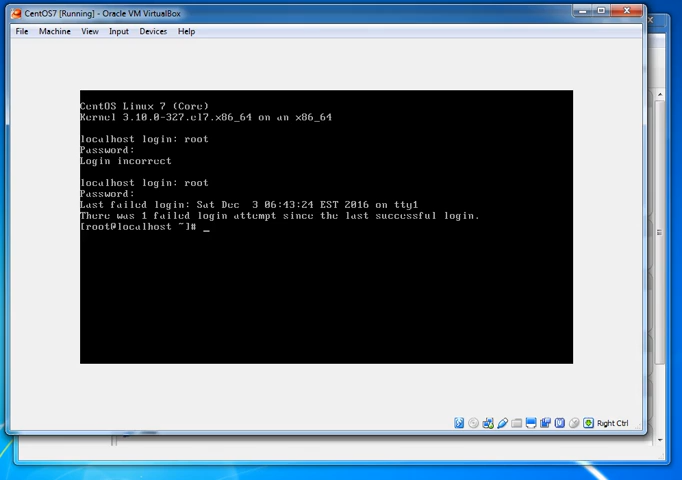 CentOS7 [Running] - Oracle VM VirtualBox
File Machine View Input Devices Help
CentOS Linux 7 (Core)
Kernel 3.10.0-327.el7.x86_64 on an x86_64
localhost login: root
Password:
Login incorrect
localhost login: root
Password:
Last failed login: Sat Dec  3 06:43:24 EST 2016 on tty1
There was 1 failed login attempt since the last successful login.
[root@localhost ~]# _
Right Ctrl